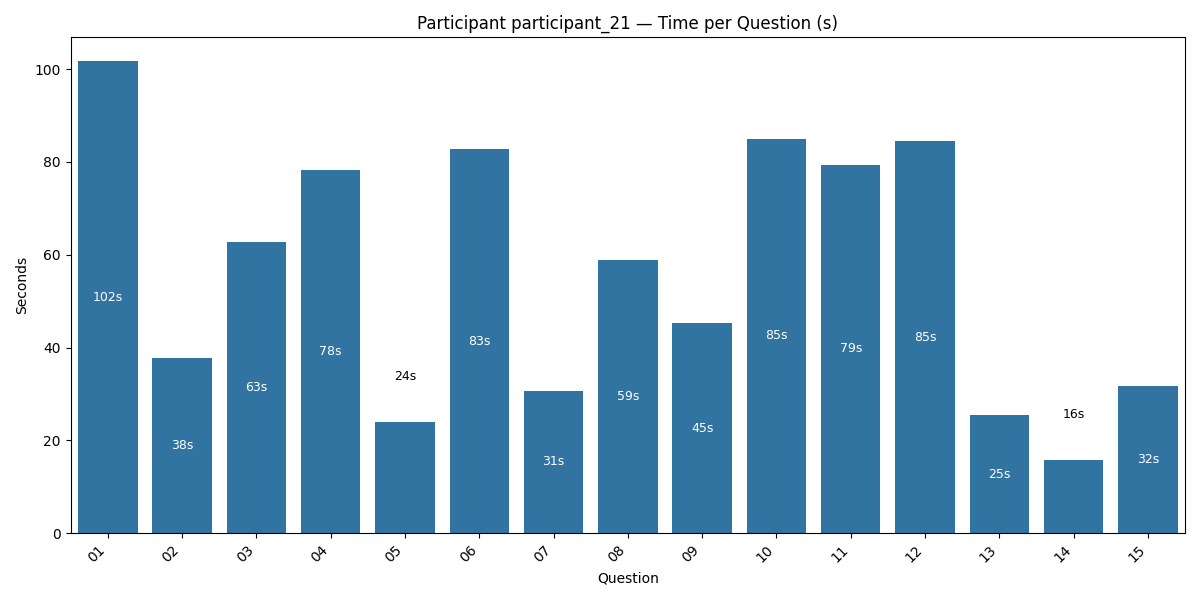 Participant participant_21 — Time per Question (s)
Seconds
100
80
60
40
20
0
102s
38s
63s
78s
24s
83s
31s
59s
45s
85s
79s
85s
25s
16s
32s
01 02 03 04 05 06 07 08 09 10 11 12 13 14 15
Question